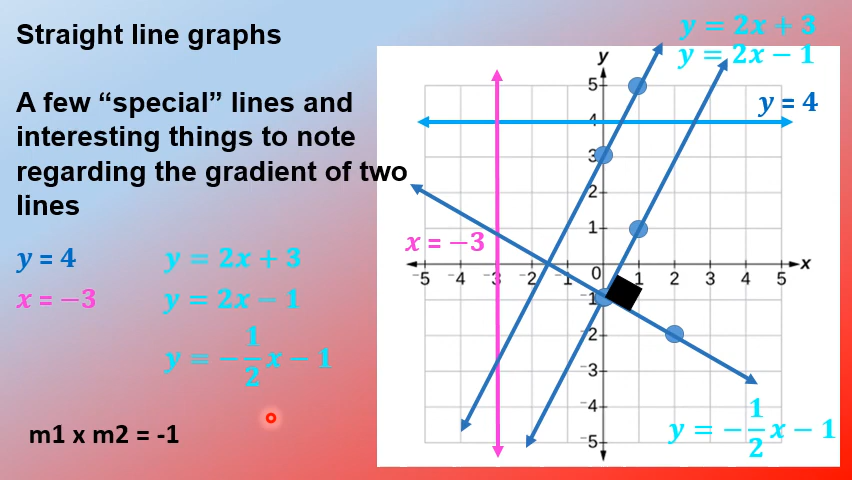 Straight line graphs
A few “special” lines and
interesting things to note
regarding the gradient of two
lines
y = 4
y = 2x + 3
x = −3
y = 2x − 1
y = −1/2 x − 1
m1 x m2 = -1
y = 2x + 3
y = 2x − 1
y = 4
x = −3
y = −1/2 x − 1
y
5
4
3
2
1
-5 -4 -3 -2 -1 0 1 2 3 4 5 x
-1
-2
-3
-4
-5